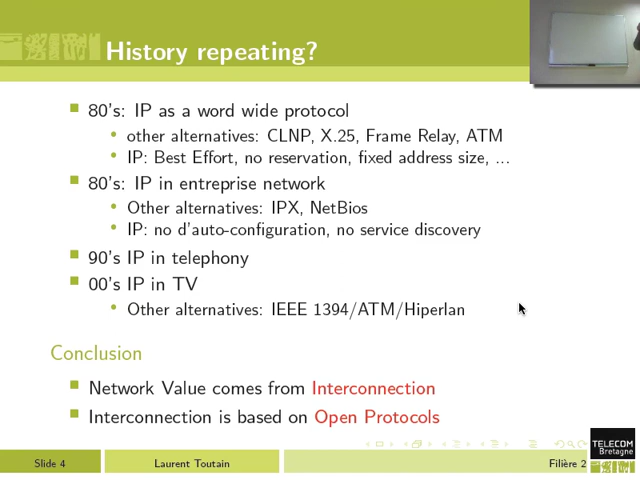 History repeating?
80's: IP as a word wide protocol
other alternatives: CLNP, X.25, Frame Relay, ATM
IP: Best Effort, no reservation, fixed address size, ...
80's: IP in entreprise network
Other alternatives: IPX, NetBios
IP: no d'auto-configuration, no service discovery
90's IP in telephony
00's IP in TV
Other alternatives: IEEE 1394/ATM/Hiperlan
Conclusion
Network Value comes from Interconnection
Interconnection is based on Open Protocols
TELECOM
Bretagne
Slide 4
Laurent Toutain
Filière 2